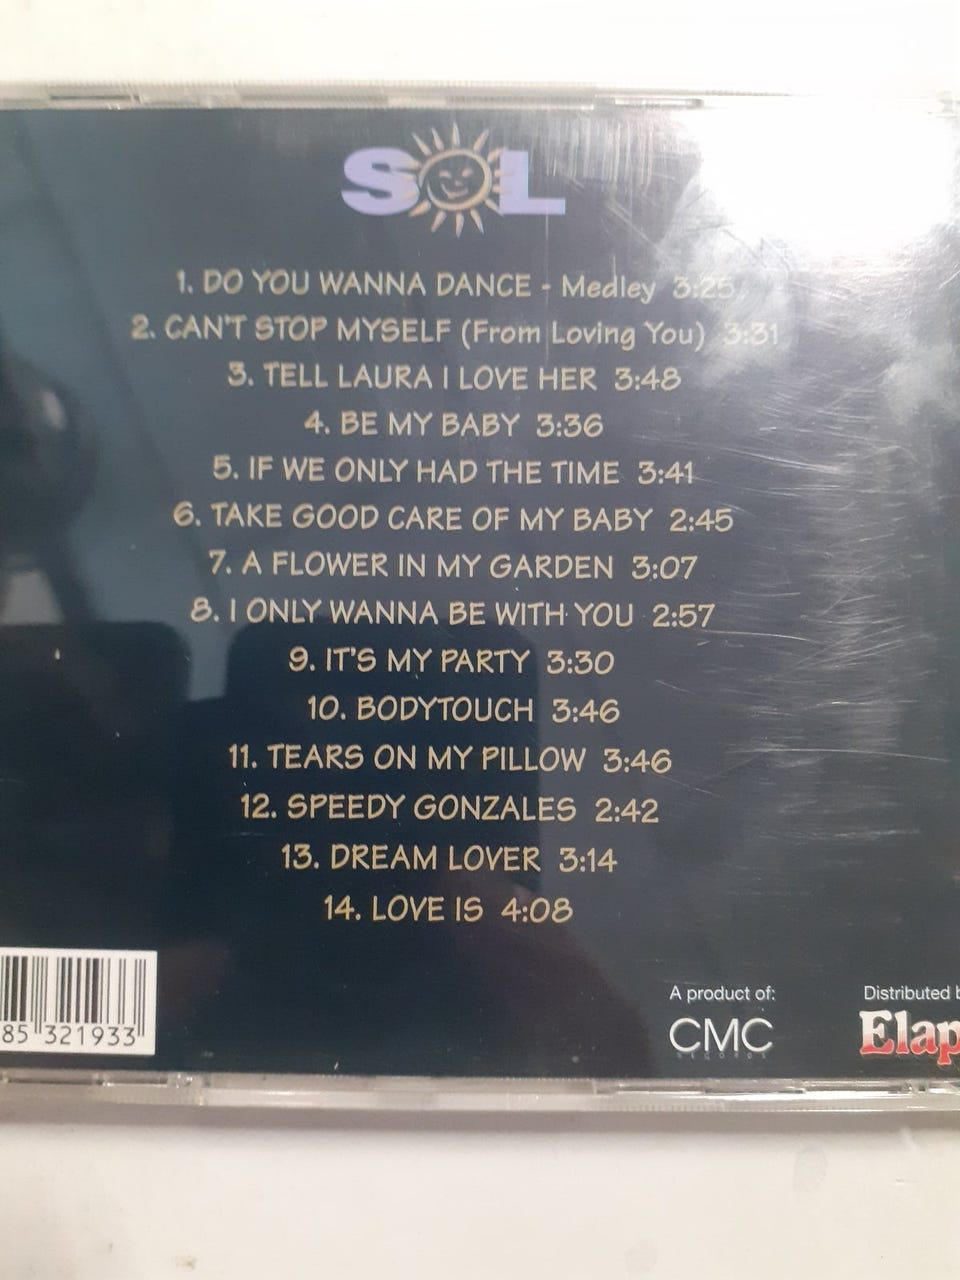 SOL
1. DO YOU WANNA DANCE - Medley 3:25
2. CAN'T STOP MYSELF (From Loving You) 3:31
3. TELL LAURA I LOVE HER 3:48
4. BE MY BABY 3:36
5. IF WE ONLY HAD THE TIME 3:41
6. TAKE GOOD CARE OF MY BABY 2:45
7. A FLOWER IN MY GARDEN 3:07
8. I ONLY WANNA BE WITH YOU 2:57
9. IT'S MY PARTY 3:30
10. BODYTOUCH 3:46
11. TEARS ON MY PILLOW 3:46
12. SPEEDY GONZALES 2:42
13. DREAM LOVER 3:14
14. LOVE IS 4:08
85 321933
A product of:
CMC
RECORDS
Distributed b
Elap